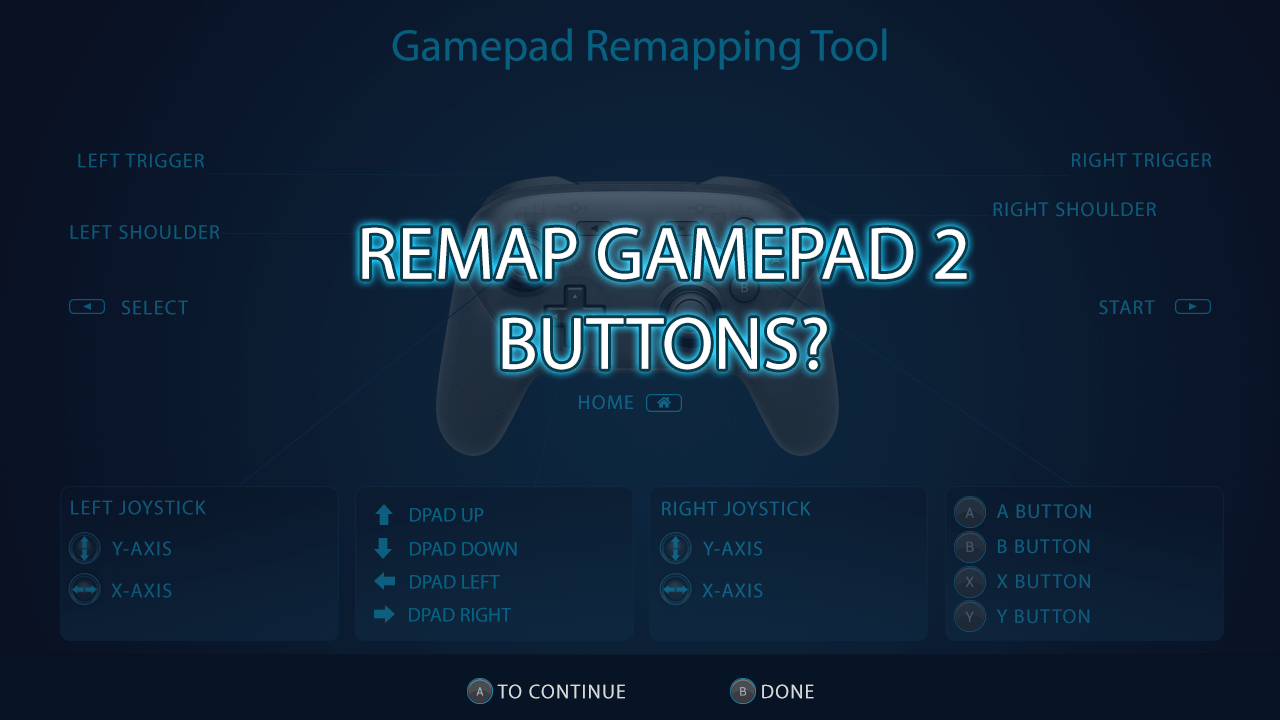 Gamepad Remapping Tool
LEFT TRIGGER
RIGHT TRIGGER
LEFT SHOULDER
RIGHT SHOULDER
REMAP GAMEPAD 2
BUTTONS?
B
SELECT
START
HOME
LEFT JOYSTICK
Y-AXIS
X-AXIS
DPAD UP
DPAD DOWN
DPAD LEFT
DPAD RIGHT
RIGHT JOYSTICK
Y-AXIS
X-AXIS
A A BUTTON
B B BUTTON
X X BUTTON
Y Y BUTTON
A TO CONTINUE
B DONE